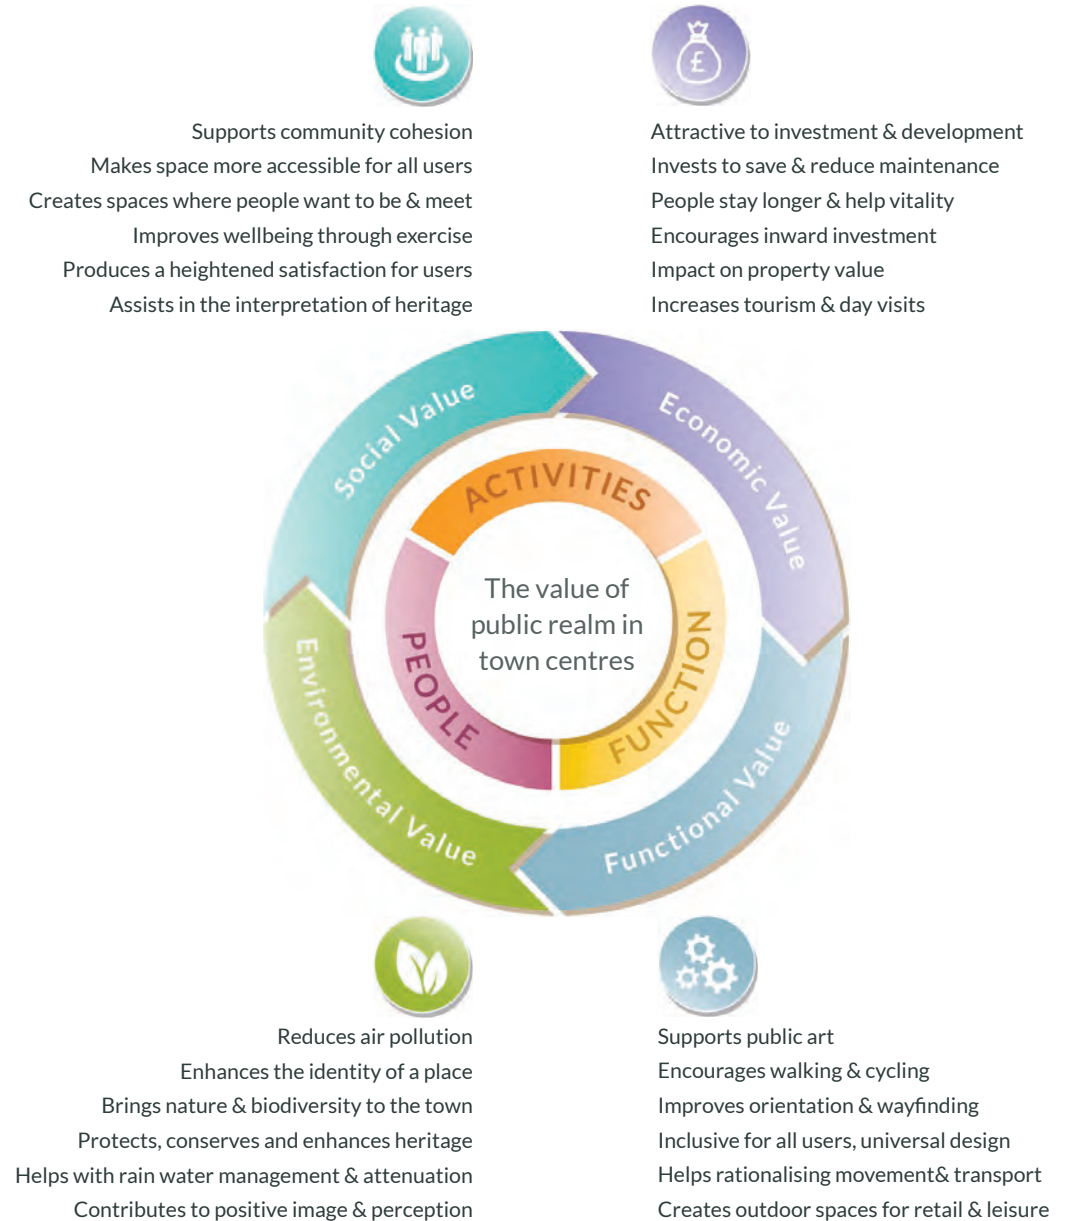 £
Supports community cohesion
Makes space more accessible for all users
Creates spaces where people want to be & meet
Improves wellbeing through exercise
Produces a heightened satisfaction for users
Assists in the interpretation of heritage
Attractive to investment & development
Invests to save & reduce maintenance
People stay longer & help vitality
Encourages inward investment
Impact on property value
Increases tourism & day visits
Social Value
Economic Value
ACTIVITIES
The value of
public realm in
town centres
PEOPLE
FUNCTION
Environmental Value
Functional Value
Reduces air pollution
Enhances the identity of a place
Brings nature & biodiversity to the town
Protects, conserves and enhances heritage
Helps with rain water management & attenuation
Contributes to positive image & perception
Supports public art
Encourages walking & cycling
Improves orientation & wayfinding
Inclusive for all users, universal design
Helps rationalising movement& transport
Creates outdoor spaces for retail & leisure